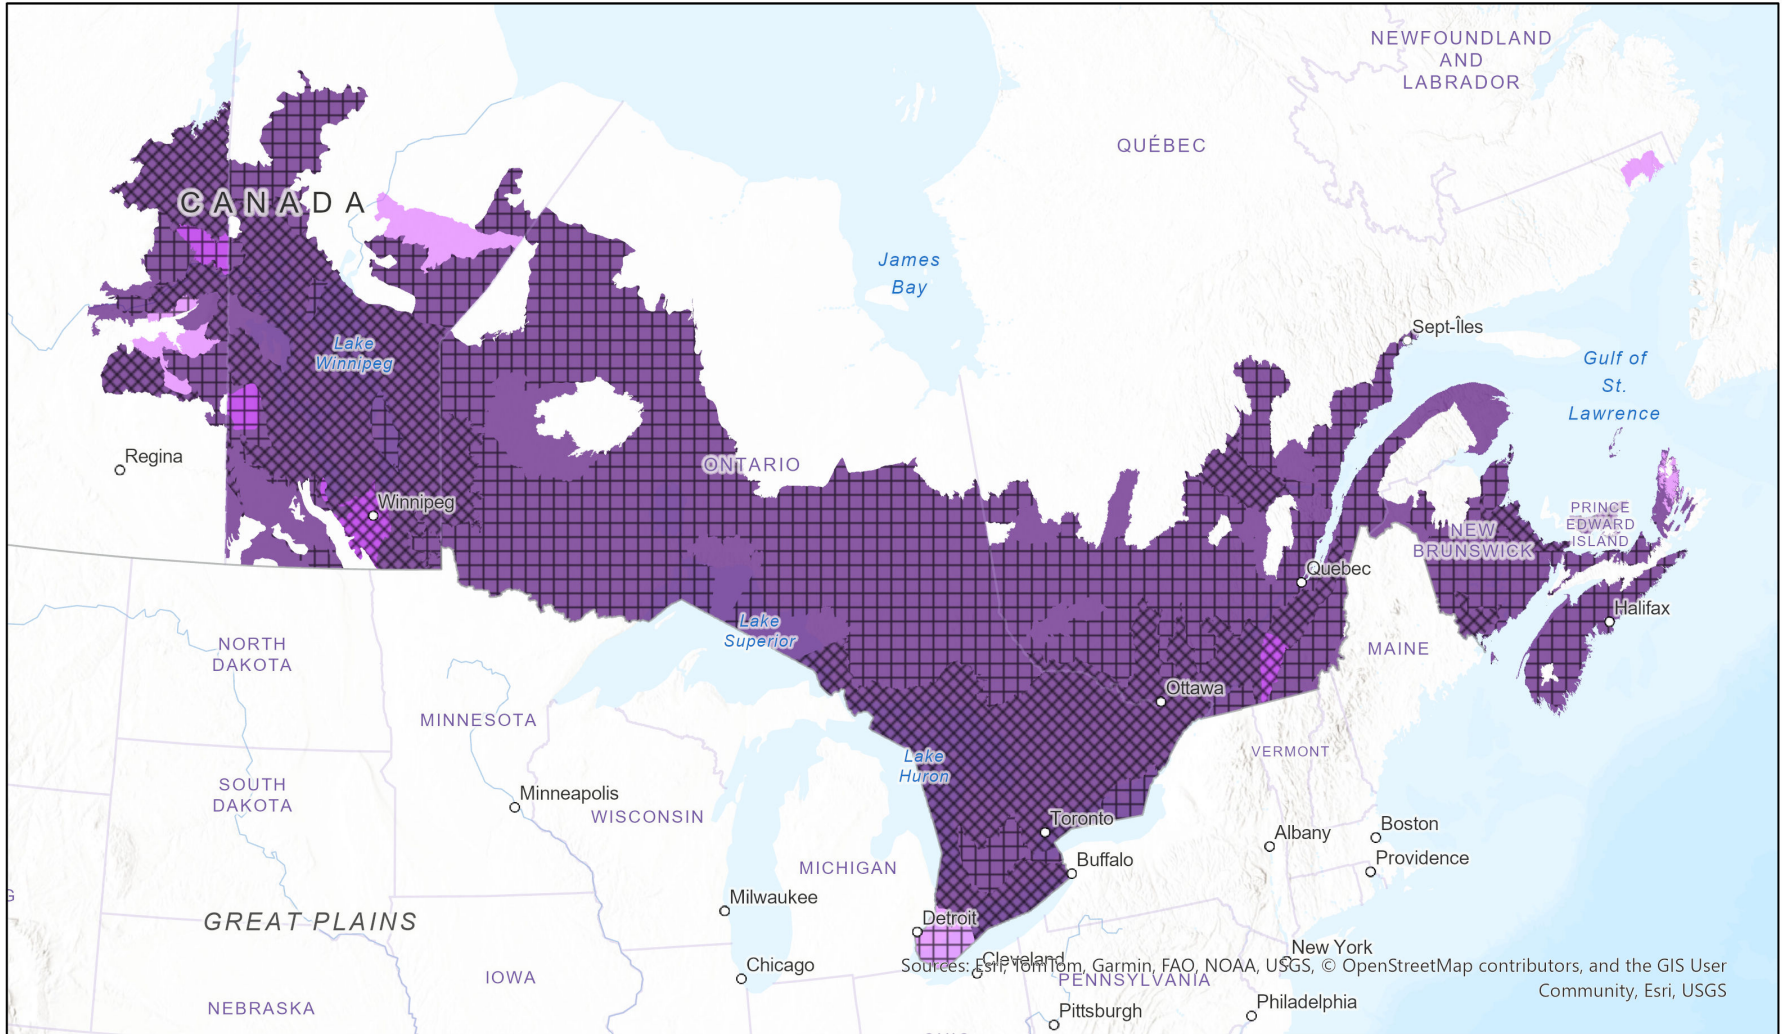 NEWFOUNDLAND
AND
LABRADOR
QUÉBEC
CANADA
James
Bay
Sept-Îles
Gulf of
St.
Lawrence
Lake
Winnipeg
Regina
ONTARIO
Winnipeg
PRINCE
EDWARD
ISLAND
NEW
BRUNSWICK
Quebec
Halifax
Lake
Superior
NORTH
DAKOTA
MAINE
Ottawa
MINNESOTA
VERMONT
Lake
Huron
SOUTH
DAKOTA
Minneapolis
WISCONSIN
Toronto
Boston
Albany
Buffalo
Providence
MICHIGAN
Milwaukee
GREAT PLAINS
Detroit
New York
Cleveland
Chicago
Sources: Esri, TomTom, Garmin, FAO, NOAA, USGS, © OpenStreetMap contributors, and the GIS User
Community, Esri, USGS
IOWA
PENNSYLVANIA
NEBRASKA
Philadelphia
Pittsburgh